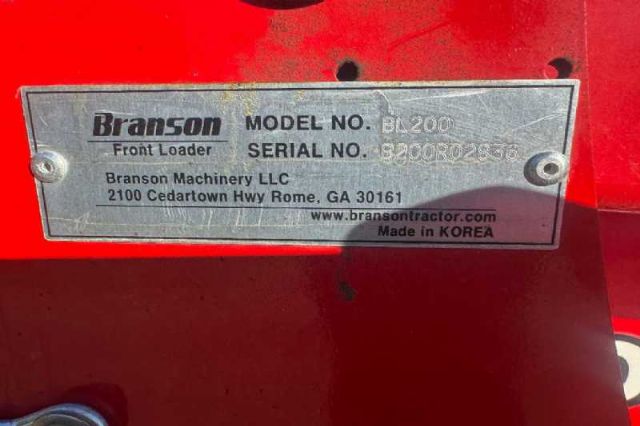 Branson MODEL NO. BL200
Front Loader SERIAL NO.
Branson Machinery LLC
2100 Cedartown Hwy Rome, GA 30161
www.bransontractor.com
Made in KOREA